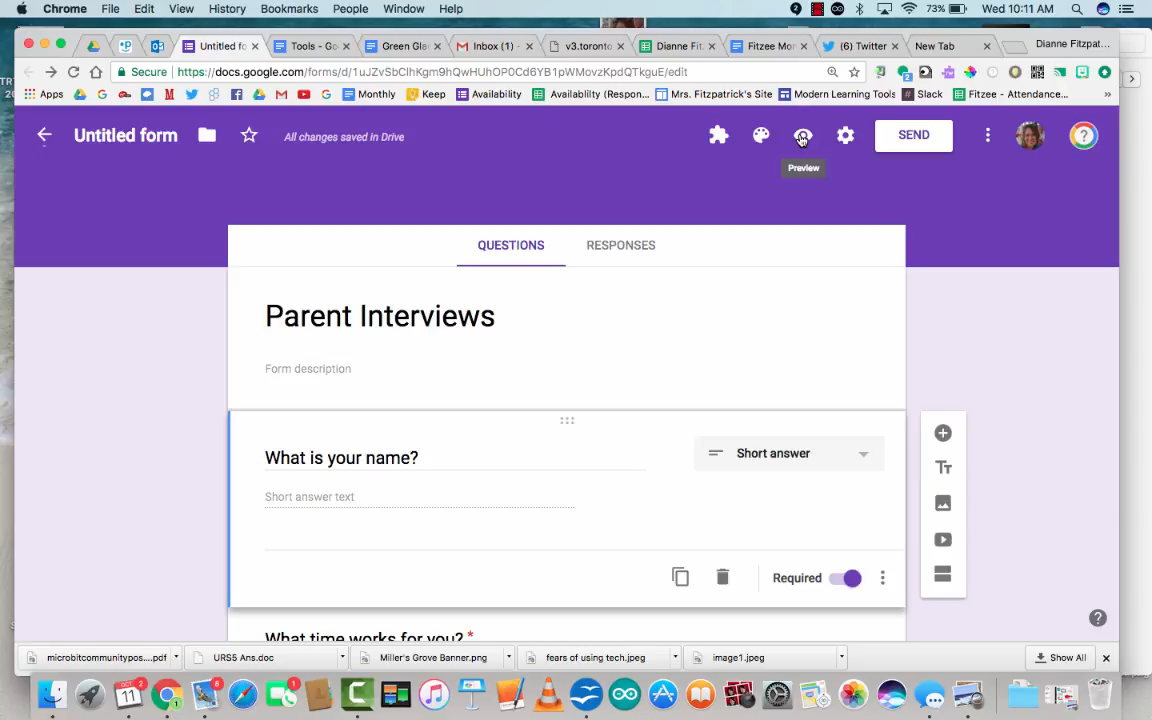 Chrome File Edit View History Bookmarks People Window Help 2 73% Wed 10:11 AM
Untitled fo Tools - Go Green Gla Inbox (1) - v3.toronto Dianne Fit. Fitzee Mo (6) Twitter New Tab Dianne Fitzpat...
Secure https://docs.google.com/forms/d/1uJZvSbClhKgm9hQwHUhOP0Cd6YB1pWMovzKpdQTkguE/edit
Apps Monthly Keep Availability Availablilty (Respon... Mrs. Fitzpatrick's Site Modern Learning Tools Slack Fitzee - Attendance... »
Untitled form All changes saved in Drive SEND
Preview
QUESTIONS RESPONSES
Parent Interviews
Form description
What is your name? Short answer
Short answer text
Required
What time works for you? *
microbitcommunitypos....pdf URS5 Ans.doc Miller's Grove Banner.png fears of using tech.jpeg image1.jpeg Show All